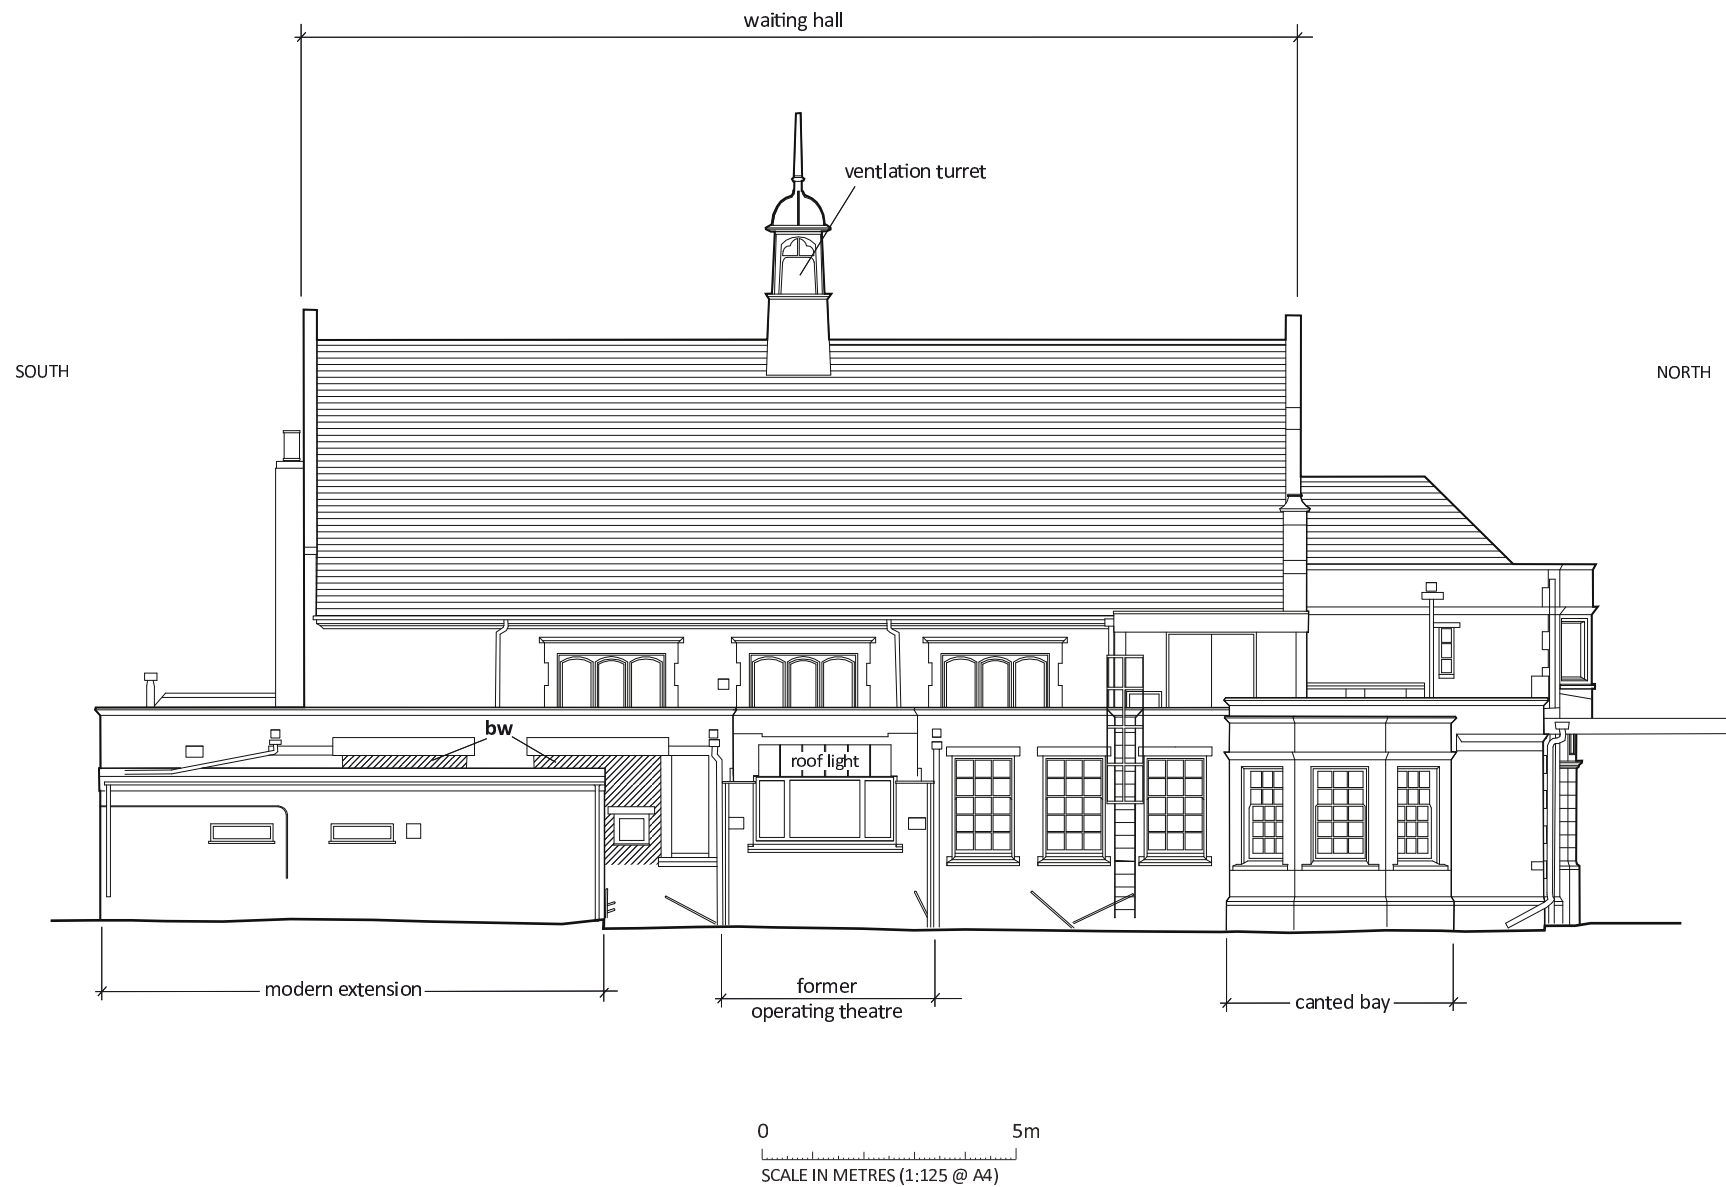 waiting hall
ventlation turret
SOUTH
NORTH
bw
roof light
modern extension
former
operating theatre
canted bay
0 5m
SCALE IN METRES (1:125 @ A4)